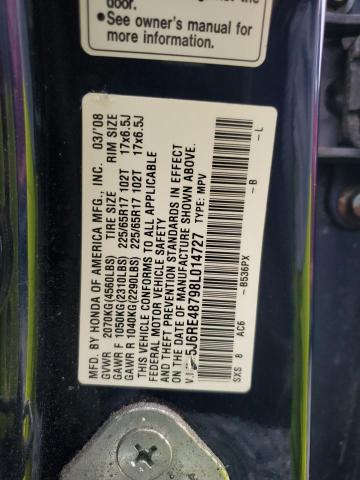 door.
•See owner's manual for more
information.
MFD. BY HONDA OF AMERICA MFG., INC. 03/'08
GVWR 2070KG(4560LBS) TIRE SIZE RIM SIZE
GAWR F 1050KG(2310LBS) 225/65R17 102T 17x6.5J
GAWR R 1040KG(2290LBS) 225/65R17 102T 17x6.5J
THIS VEHICLE CONFORMS TO ALL APPLICABLE
FEDERAL MOTOR VEHICLE SAFETY
THEFT PREVENTION STANDARDS IN EFFECT
ON THE DATE OF MANUFACTURE SHOWN ABOVE.
5J6RE48798L014727 TYPE: MPV
SXS 8 AC6 -B536PX -B -L